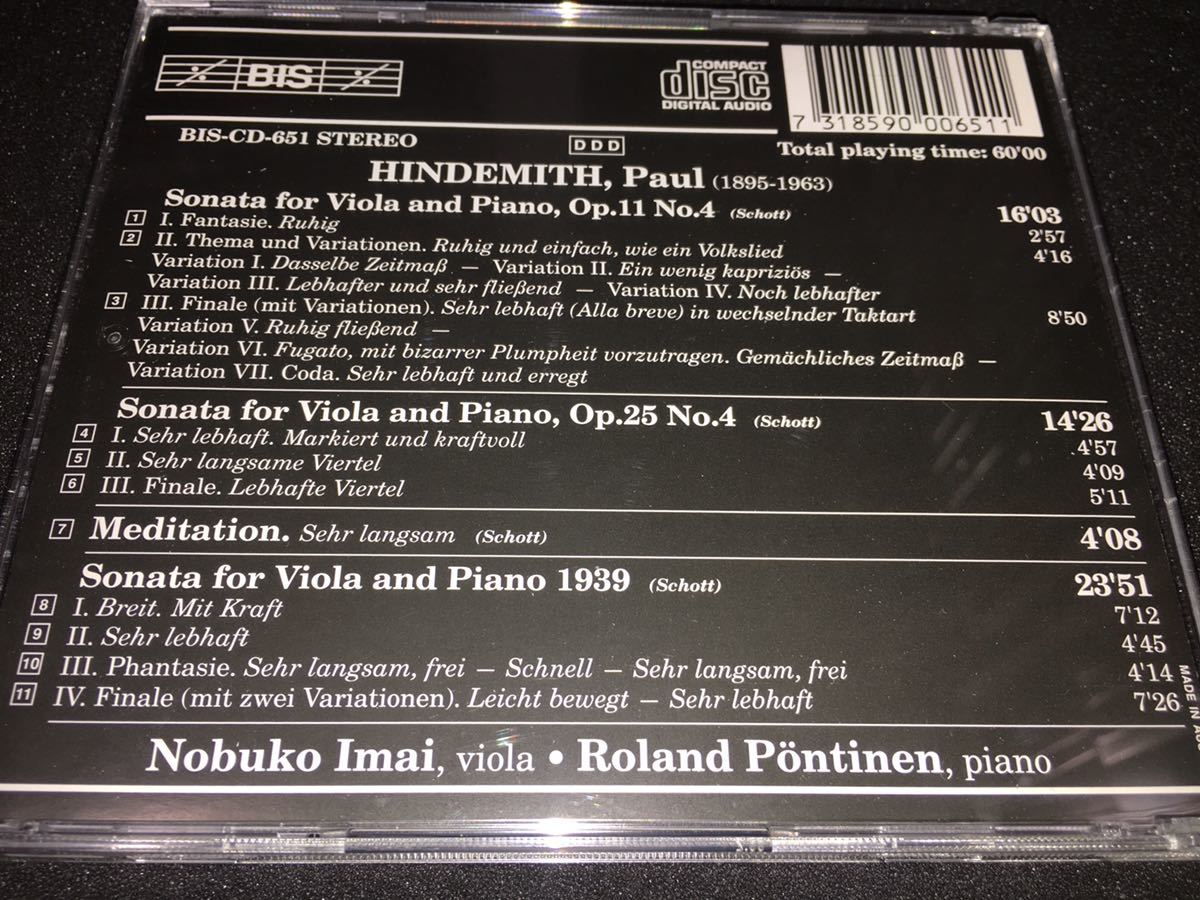 BIS
COMPACT
disc
DIGITAL AUDIO
7 318590 006511
BIS-CD-651 STEREO
DDD
Total playing time: 60'00
HINDEMITH, Paul (1895-1963)
Sonata for Viola and Piano, Op.11 No.4 (Schott) 16'03
1 I. Fantasie. Ruhig 2'57
2 II. Thema und Variationen. Ruhig und einfach, wie ein Volkslied 4'16
Variation I. Dasselbe Zeitmaß – Variation II. Ein wenig kapriziös –
Variation III. Lebhafter und sehr fließend – Variation IV. Noch lebhafter
3 III. Finale (mit Variationen). Sehr lebhaft (Alla breve) in wechselnder Taktart 8'50
Variation V. Ruhig fließend –
Variation VI. Fugato, mit bizarrer Plumpheit vorzutragen. Gemächliches Zeitmaß –
Variation VII. Coda. Sehr lebhaft und erregt
Sonata for Viola and Piano, Op.25 No.4 (Schott) 14'26
4 I. Sehr lebhaft. Markiert und kraftvoll 4'57
5 II. Sehr langsame Viertel 4'09
6 III. Finale. Lebhafte Viertel 5'11
7 Meditation. Sehr langsam (Schott) 4'08
Sonata for Viola and Piano 1939 (Schott) 23'51
8 I. Breit. Mit Kraft 7'12
9 II. Sehr lebhaft 4'45
10 III. Phantasie. Sehr langsam, frei – Schnell – Sehr langsam, frei 4'14
11 IV. Finale (mit zwei Variationen). Leicht bewegt – Sehr lebhaft 7'26
MADE IN
Nobuko Imai, viola • Roland Pöntinen, piano